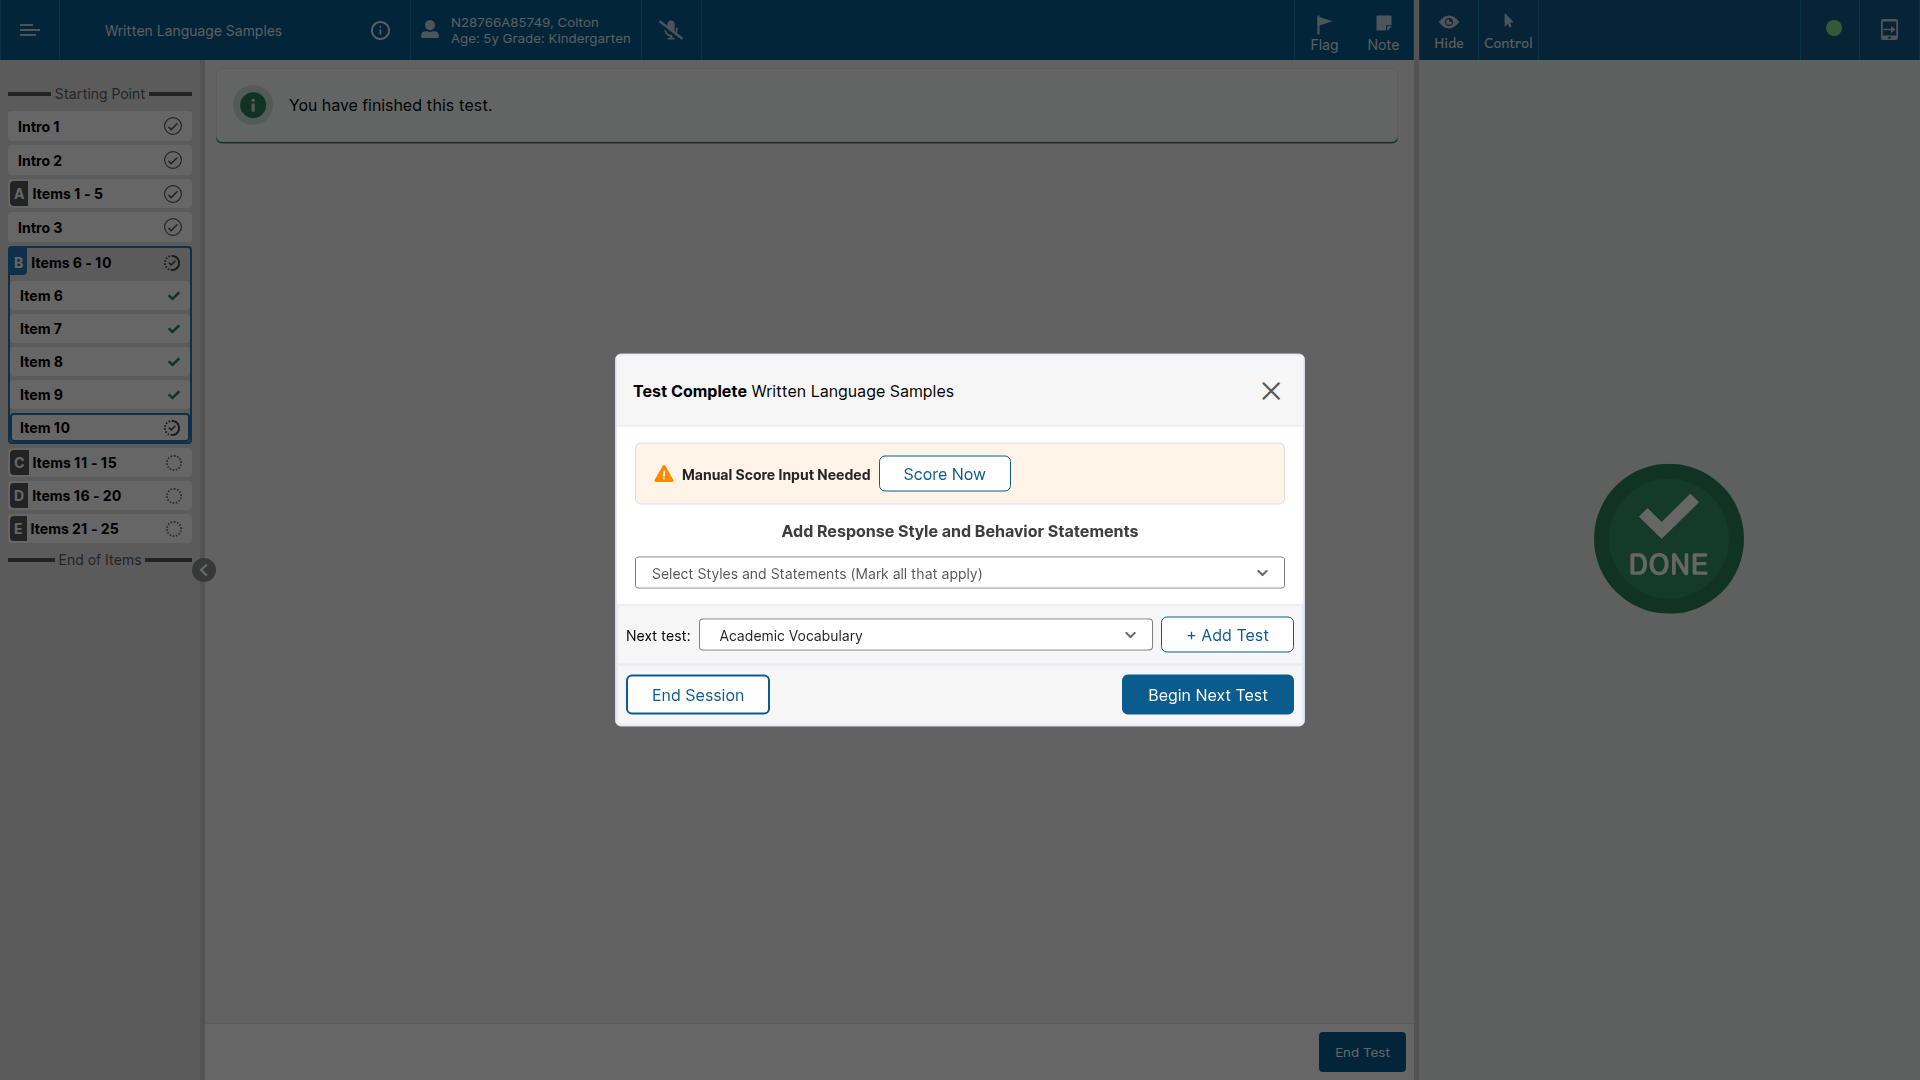 Written Language Samples
N28766A85749, Colton
Age: 5y Grade: Kindergarten
Flag
Note
Hide
Control
Starting Point
Intro 1
Intro 2
A Items 1 - 5
Intro 3
B Items 6 - 10
Item 6
Item 7
Item 8
Item 9
Item 10
C Items 11 - 15
D Items 16 - 20
E Items 21 - 25
End of Items
You have finished this test.
Test Complete Written Language Samples
Manual Score Input Needed
Score Now
Add Response Style and Behavior Statements
Select Styles and Statements (Mark all that apply)
Next test:
Academic Vocabulary
+ Add Test
End Session
Begin Next Test
DONE
End Test